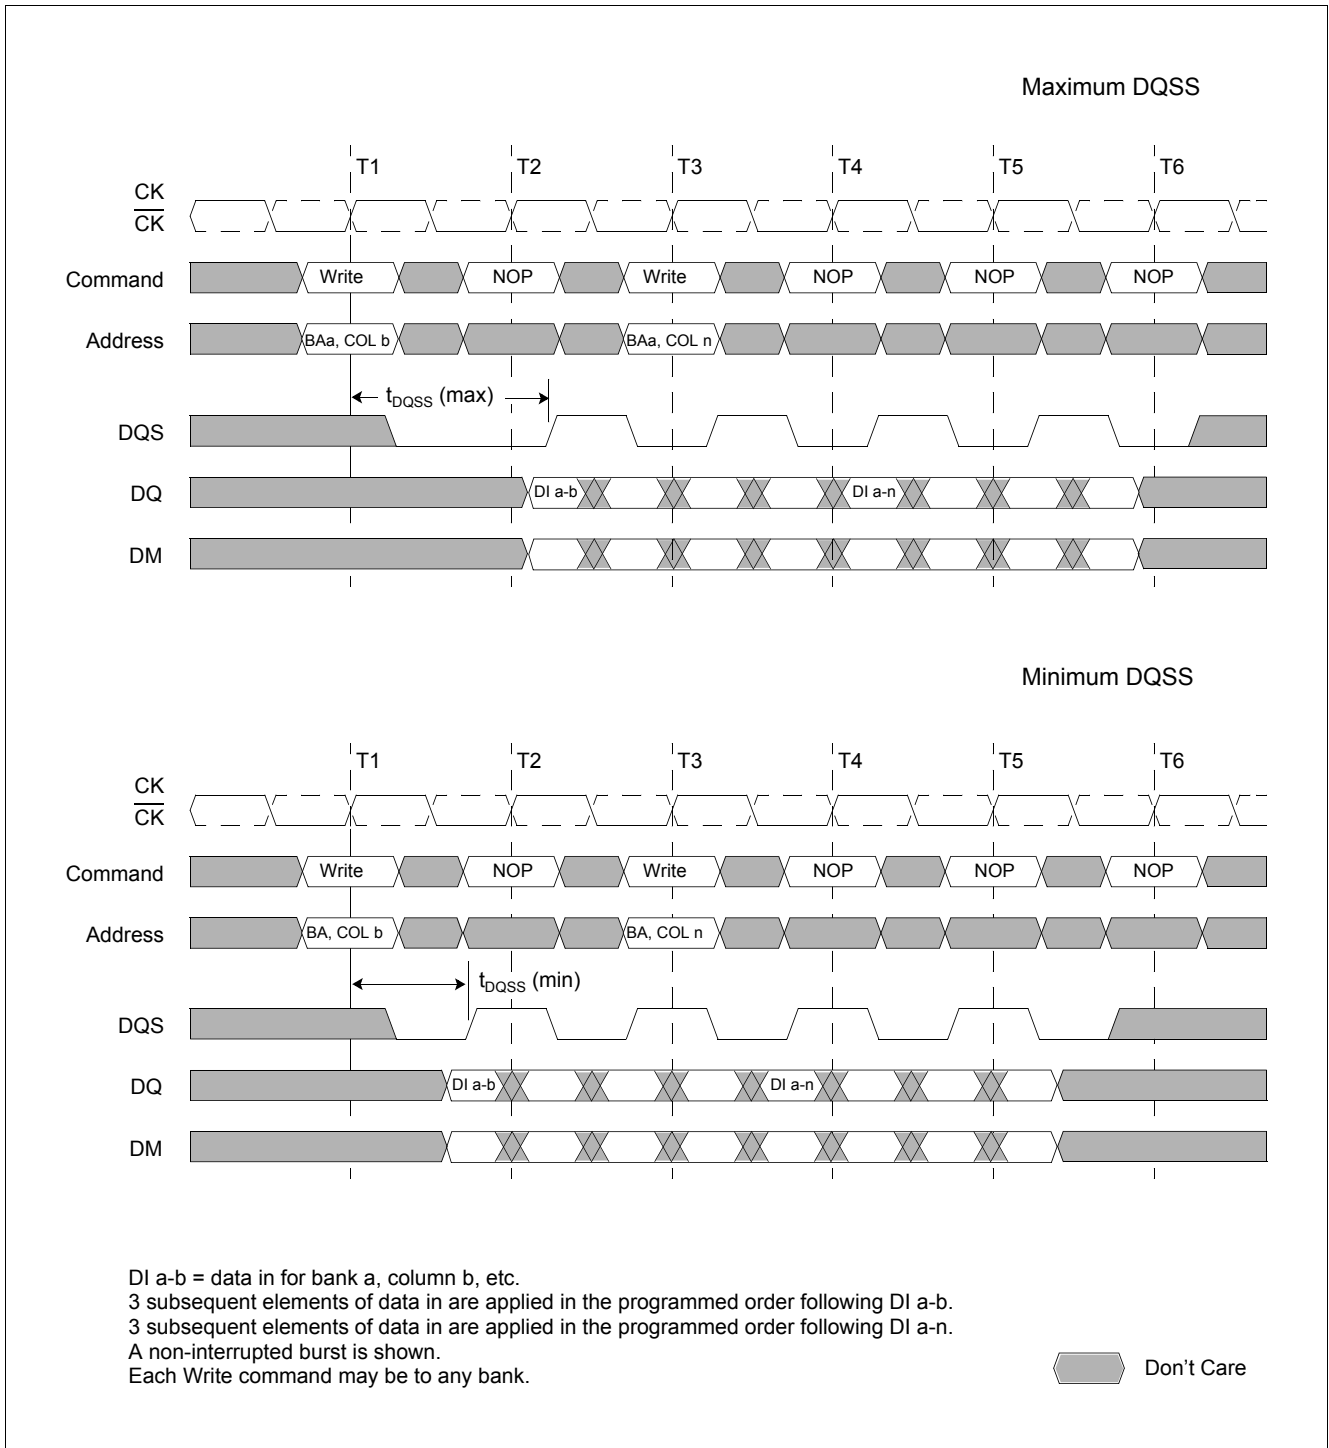 Maximum DQSS
T1 T2 T3 T4 T5 T6
CK
CK
Command Write NOP Write NOP NOP NOP
Address BAa, COL b BAa, COL n
tDQSS (max)
DQS
DQ DI a-b DI a-n
DM
Minimum DQSS
T1 T2 T3 T4 T5 T6
CK
CK
Command Write NOP Write NOP NOP NOP
Address BA, COL b BA, COL n
tDQSS (min)
DQS
DQ DI a-b DI a-n
DM
DI a-b = data in for bank a, column b, etc.
3 subsequent elements of data in are applied in the programmed order following DI a-b.
3 subsequent elements of data in are applied in the programmed order following DI a-n.
A non-interrupted burst is shown.
Each Write command may be to any bank.
Don't Care